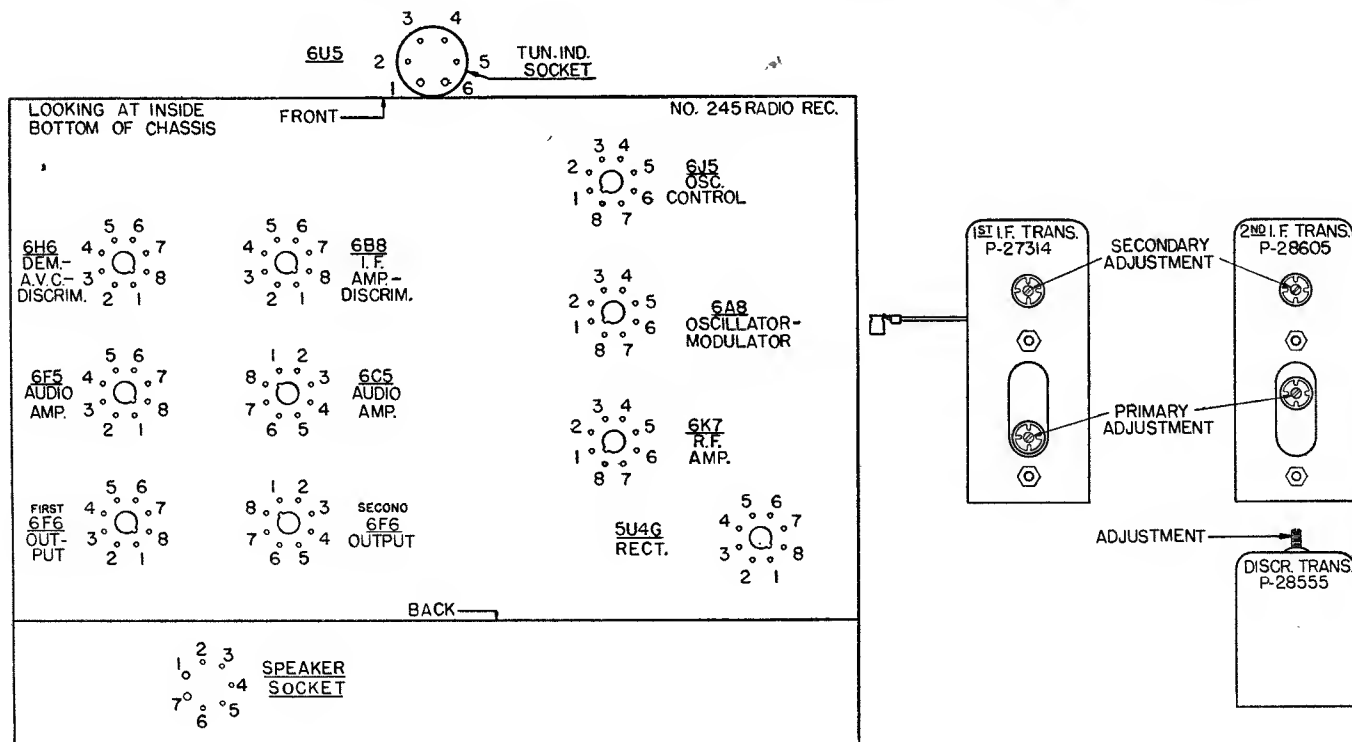 3 4
6U5
2 5
TUN.IND.
SOCKET
1 6
LOOKING AT INSIDE
BOTTOM OF CHASSIS
FRONT
NO. 245 RADIO REC.
3 4
2 5
1 6
8 7
6J5
OSC.
CONTROL
5 6
4 7
3 8
2 1
6H6
DEM.-
A.V.C.-
DISCRIM.
5 6
4 7
3 8
2 1
6B8
I.F.
AMP.-
DISCRIM.
3 4
2 5
1 6
8 7
6A8
OSCILLATOR-
MODULATOR
5 6
4 7
3 8
2 1
6F5
AUDIO
AMP.
1 2
8 3
7 4
6 5
6C5
AUDIO
AMP.
3 4
2 5
1 6
8 7
6K7
R.F.
AMP.
5 6
4 7
3 8
2 1
FIRST
6F6
OUT-
PUT
1 2
8 3
7 4
6 5
SECOND
6F6
OUTPUT
5 6
4 7
3 8
2 1
5U4G
RECT.
BACK
2 3
1 4
7 5
6
SPEAKER
SOCKET
1ST I.F. TRANS.
P-27314
2ND I.F. TRANS.
P-28605
SECONDARY
ADJUSTMENT
PRIMARY
ADJUSTMENT
ADJUSTMENT
DISCR. TRANS.
P-28555